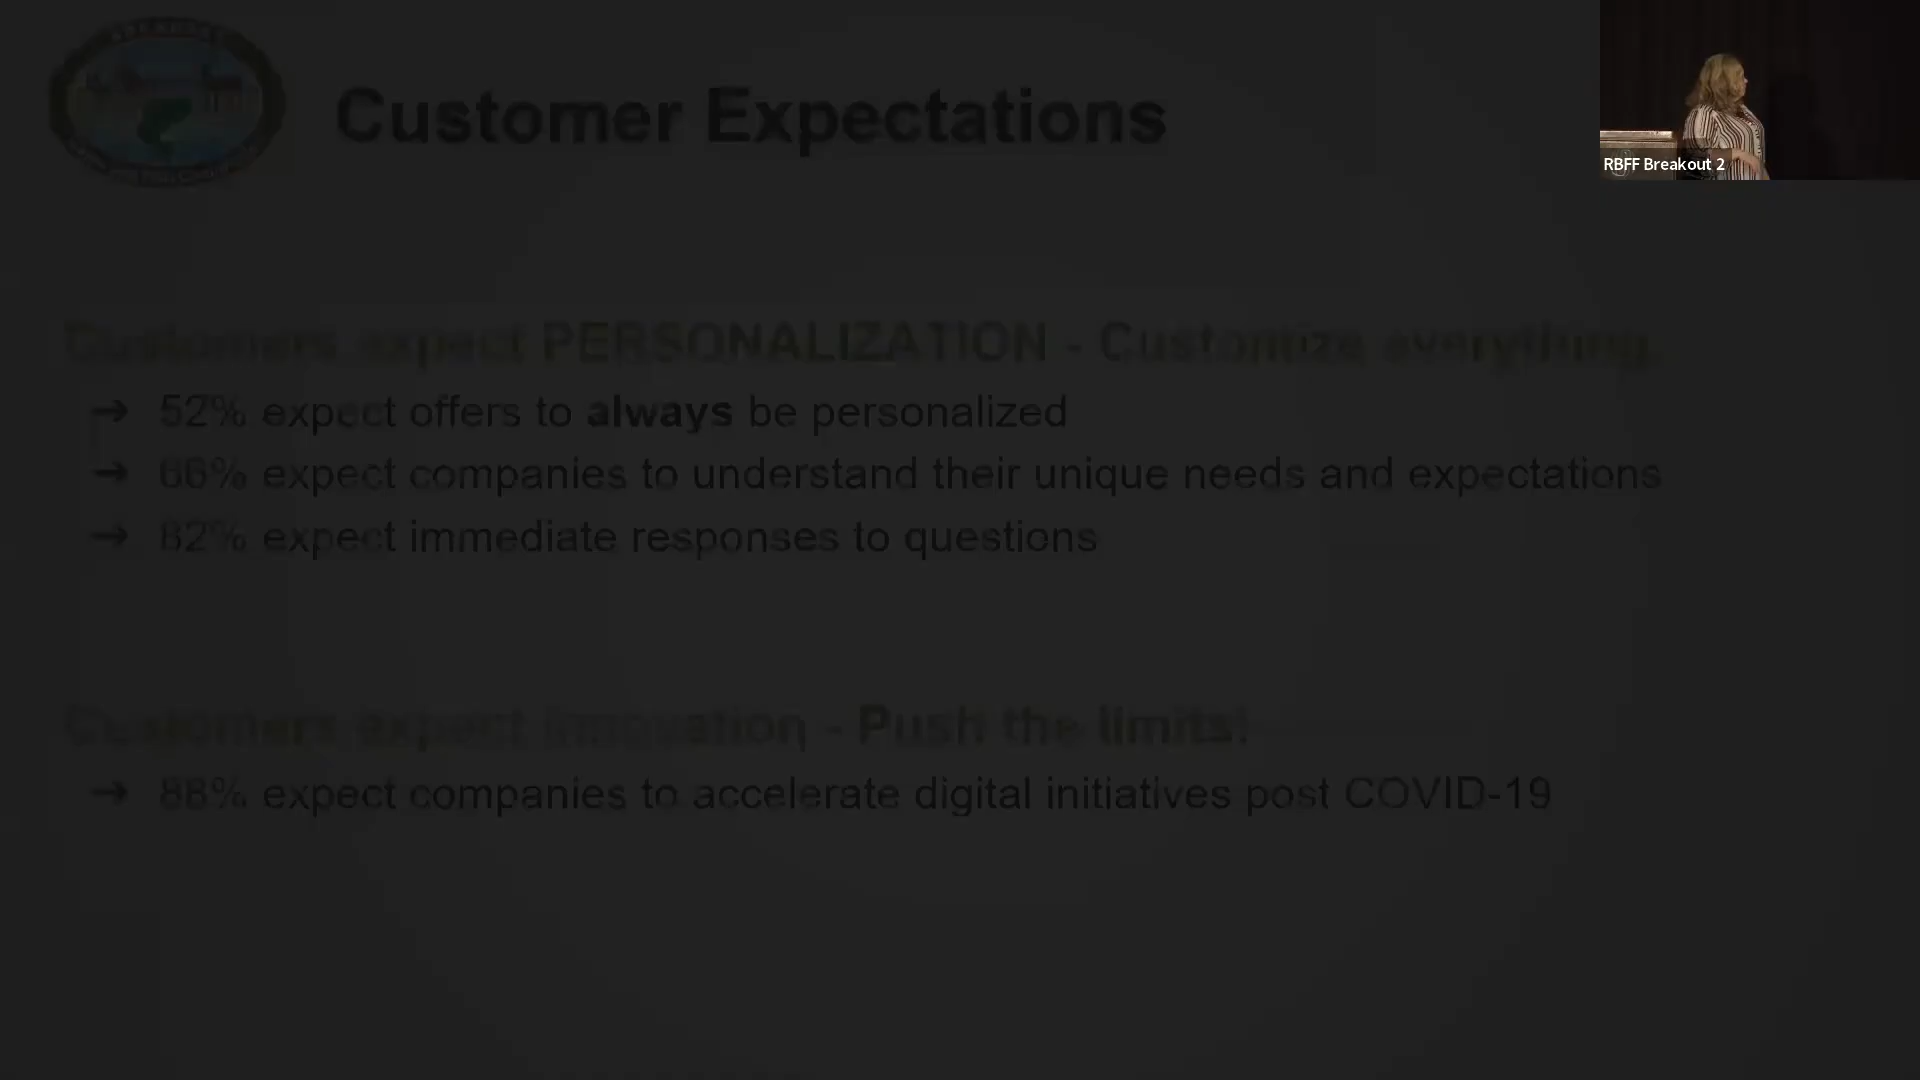 Customer Expectations
RBFF Breakout 2
Customers expect PERSONALIZATION - Customize everything
→ 52% expect offers to always be personalized
→ 66% expect companies to understand their unique needs and expectations
→ 82% expect immediate responses to questions
Customers expect innovation - Push the limits!
→ 88% expect companies to accelerate digital initiatives post COVID-19